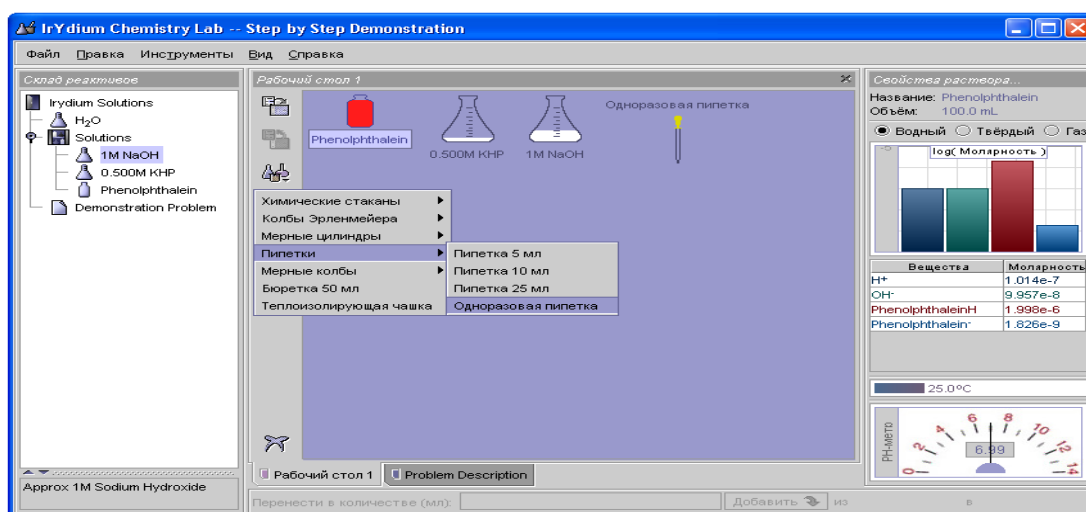 IrYdium Chemistry Lab -- Step by Step Demonstration
Файл Правка Инструменты Вид Справка
Склад реактивов
Irydium Solutions
H₂O
Solutions
1M NaOH
0.500M KHP
Phenolphthalein
Demonstration Problem
Approx 1M Sodium Hydroxide
Рабочий стол 1
Phenolphthalein
0.500M KHP
1M NaOH
Одноразовая пипетка
Химические стаканы
Колбы Эрленмейера
Мерные цилиндры
Пипетки
Мерные колбы
Бюретка 50 мл
Теплоизолирующая чашка
Пипетка 5 мл
Пипетка 10 мл
Пипетка 25 мл
Одноразовая пипетка
Рабочий стол 1 Problem Description
Перенести в количестве (мл): Добавить из в
Свойства раствора...
Название: Phenolphthalein
Объём: 100.0 mL
Водный Твёрдый Газ
-5
log( Молярность )
Вещества Молярность
H⁺ 1.014e-7
OH⁻ 9.957e-8
PhenolphthaleinH 1.998e-6
Phenolphthalein⁻ 1.826e-9
25.0ºC
PH-метр
0 2 4 6 8 10 12 14
6.99